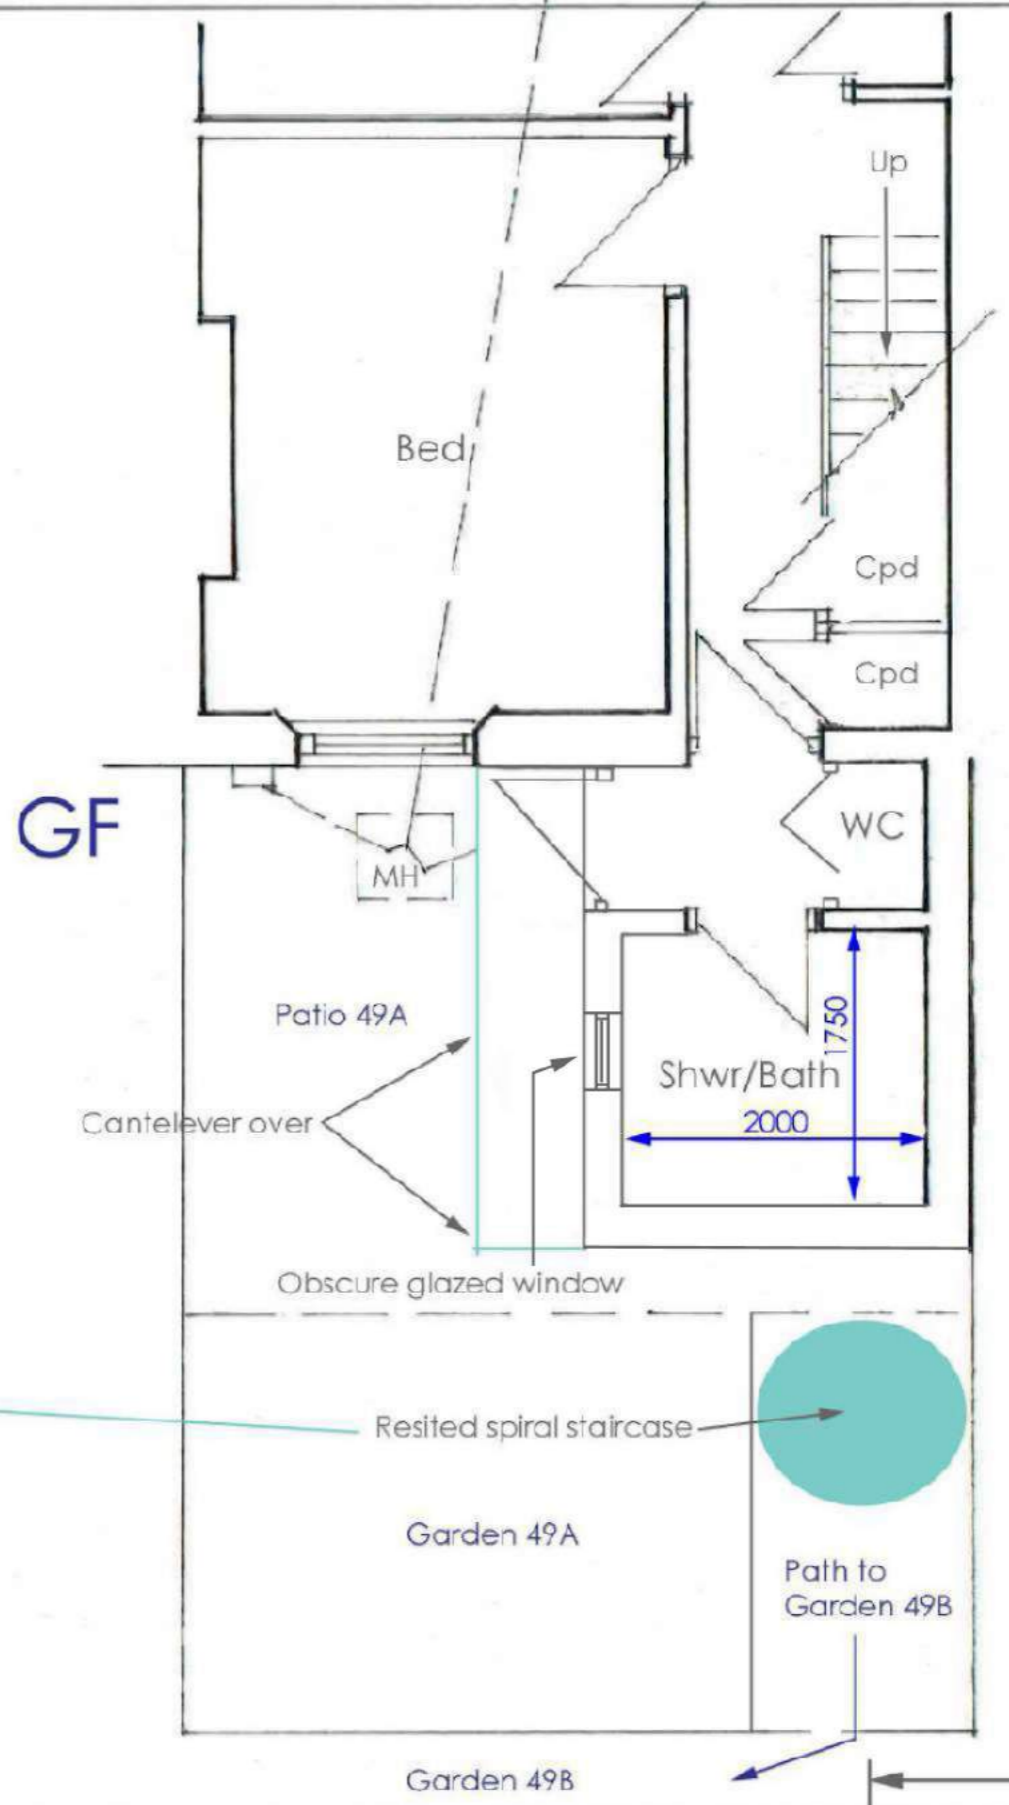 Up
Bed
Cpd
Cpd
GF
WC
MH
Patio 49A
1750
Shwr/Bath
Cantelever over
2000
Obscure glazed window
Resited spiral staircase
Garden 49A
Path to
Garden 49B
Garden 49B